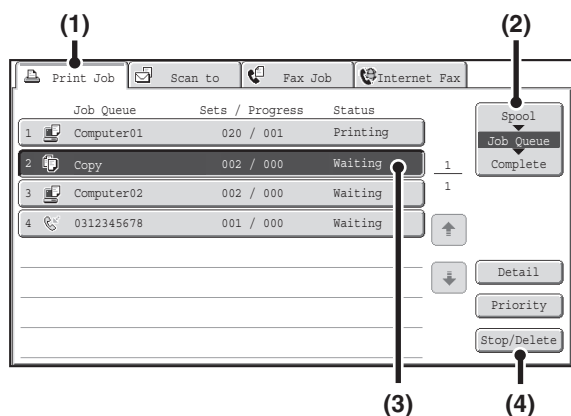 (1) (2)
Print Job Scan to Fax Job Internet Fax
Job Queue Sets / Progress Status
1 Computer01 020 / 001 Printing
2 Copy 002 / 000 Waiting
3 Computer02 002 / 000 Waiting
4 0312345678 001 / 000 Waiting
1
1
Spool
Job Queue
Complete
Detail
Priority
Stop/Delete
(3) (4)